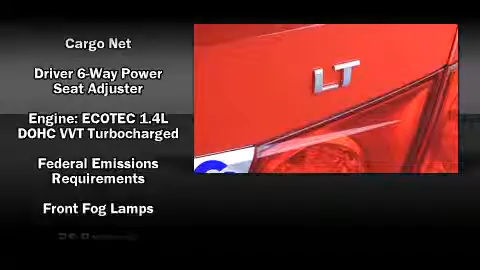 Cargo Net
Driver 6-Way Power
Seat Adjuster
Engine: ECOTEC 1.4L
DOHC VVT Turbocharged
Federal Emissions
Requirements
Front Fog Lamps
LT